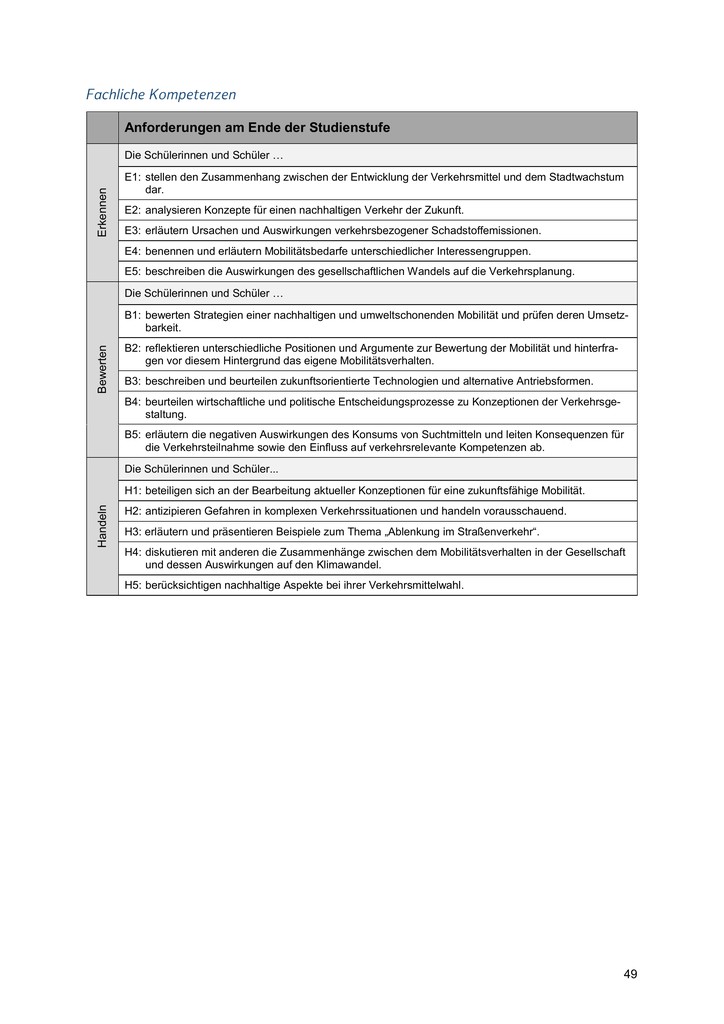 Fachliche Kompetenzen
Anforderungen am Ende der Studienstufe
Erkennen
Die Schülerinnen und Schüler …
E1: stellen den Zusammenhang zwischen der Entwicklung der Verkehrsmittel und dem Stadtwachstum
dar.
E2: analysieren Konzepte für einen nachhaltigen Verkehr der Zukunft.
E3: erläutern Ursachen und Auswirkungen verkehrsbezogener Schadstoffemissionen.
E4: benennen und erläutern Mobilitätsbedarfe unterschiedlicher Interessengruppen.
E5: beschreiben die Auswirkungen des gesellschaftlichen Wandels auf die Verkehrsplanung.
Bewerten
Die Schülerinnen und Schüler …
B1: bewerten Strategien einer nachhaltigen und umweltschonenden Mobilität und prüfen deren Umsetz-
barkeit.
B2: reflektieren unterschiedliche Positionen und Argumente zur Bewertung der Mobilität und hinterfra-
gen vor diesem Hintergrund das eigene Mobilitätsverhalten.
B3: beschreiben und beurteilen zukunftsorientierte Technologien und alternative Antriebsformen.
B4: beurteilen wirtschaftliche und politische Entscheidungsprozesse zu Konzeptionen der Verkehrsge-
staltung.
B5: erläutern die negativen Auswirkungen des Konsums von Suchtmitteln und leiten Konsequenzen für
die Verkehrsteilnahme sowie den Einfluss auf verkehrsrelevante Kompetenzen ab.
Handeln
Die Schülerinnen und Schüler...
H1: beteiligen sich an der Bearbeitung aktueller Konzeptionen für eine zukunftsfähige Mobilität.
H2: antizipieren Gefahren in komplexen Verkehrssituationen und handeln vorausschauend.
H3: erläutern und präsentieren Beispiele zum Thema „Ablenkung im Straßenverkehr“.
H4: diskutieren mit anderen die Zusammenhänge zwischen dem Mobilitätsverhalten in der Gesellschaft
und dessen Auswirkungen auf den Klimawandel.
H5: berücksichtigen nachhaltige Aspekte bei ihrer Verkehrsmittelwahl.
49